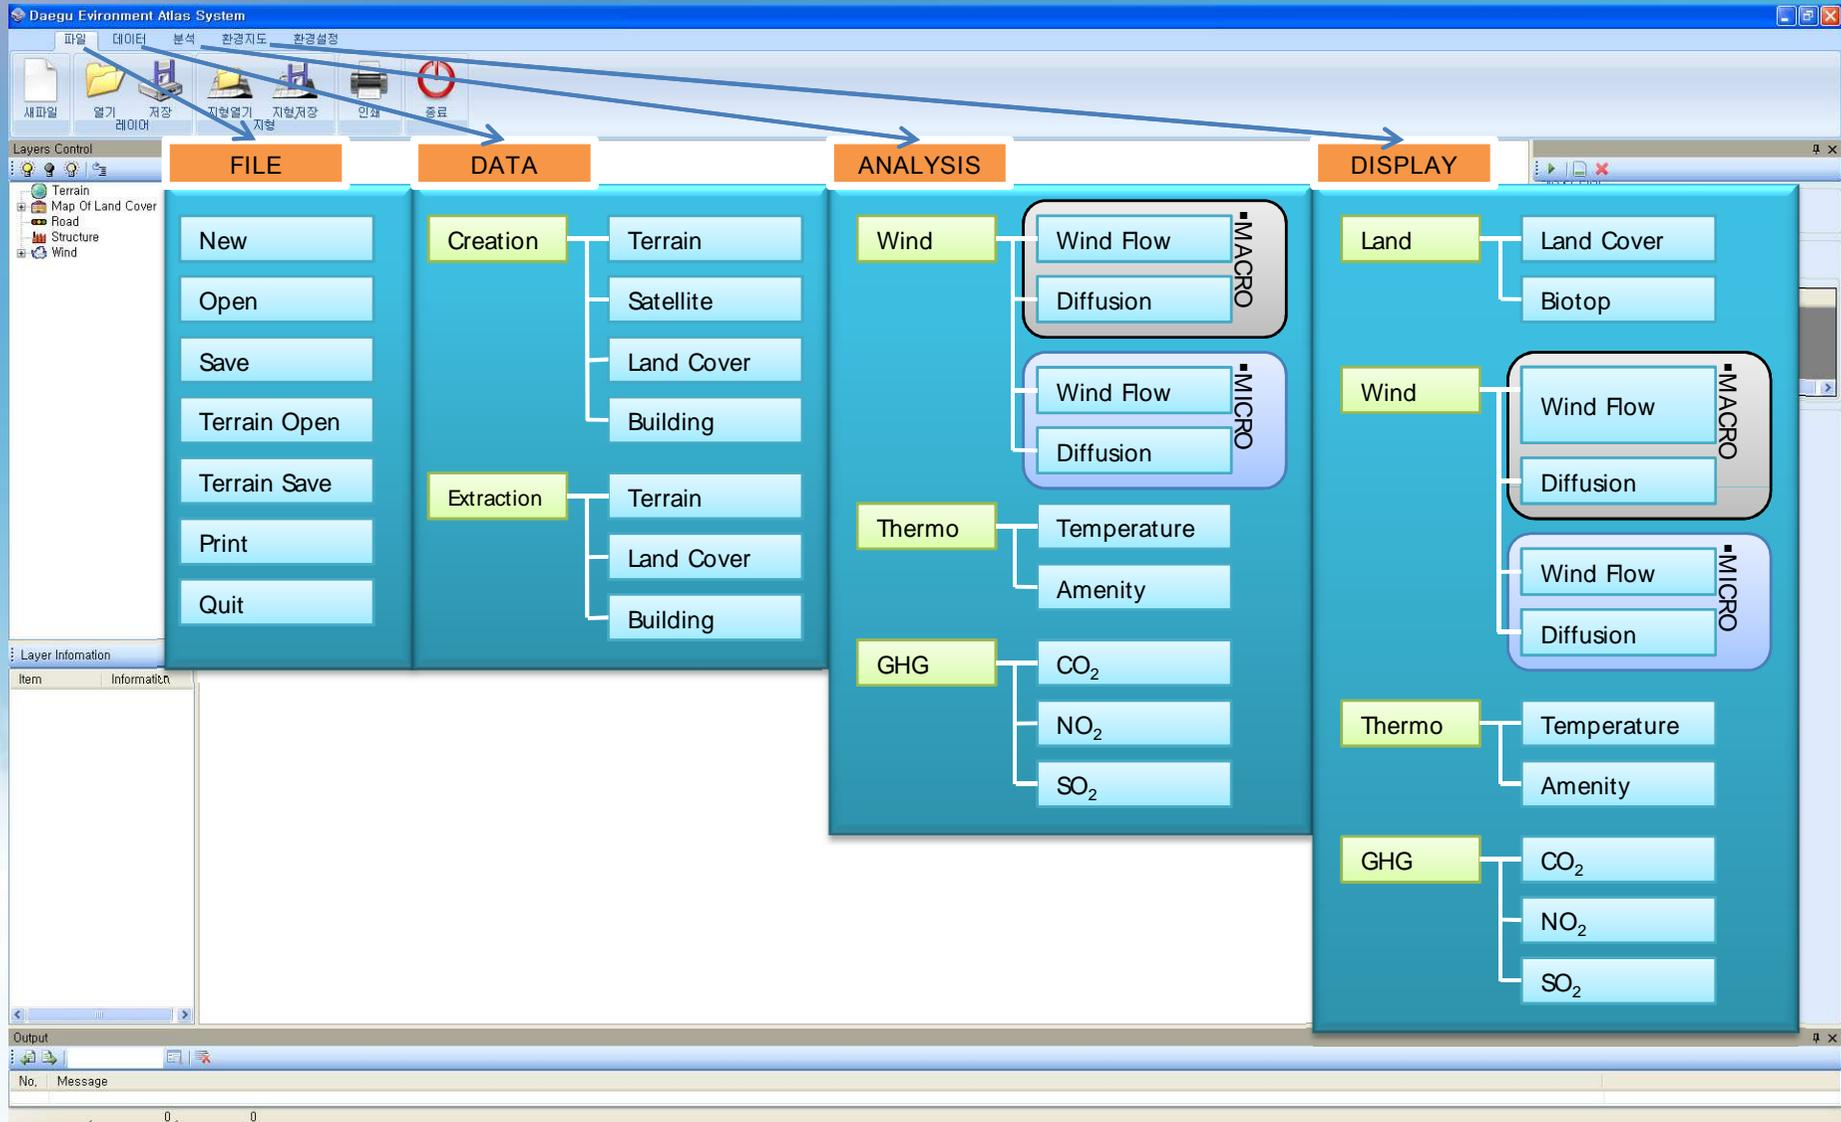 Daegu Evironment Atlas System
파일 데이터 분석 환경지도 환경설정
새파일 열기 저장 지형열기 지형저장 인쇄 종료
레이어 지형
Layers Control
Terrain
Map Of Land Cover
Road
Structure
Wind
FILE
New
Open
Save
Terrain Open
Terrain Save
Print
Quit
DATA
Creation
Terrain
Satellite
Land Cover
Building
Extraction
Terrain
Land Cover
Building
ANALYSIS
Wind
▪MACRO
Wind Flow
Diffusion
▪MICRO
Wind Flow
Diffusion
Thermo
Temperature
Amenity
GHG
CO₂
NO₂
SO₂
DISPLAY
Land
Land Cover
Biotop
Wind
▪MACRO
Wind Flow
Diffusion
▪MICRO
Wind Flow
Diffusion
Thermo
Temperature
Amenity
GHG
CO₂
NO₂
SO₂
Layer Infomation
Item Information
Output
No. Message
0 0